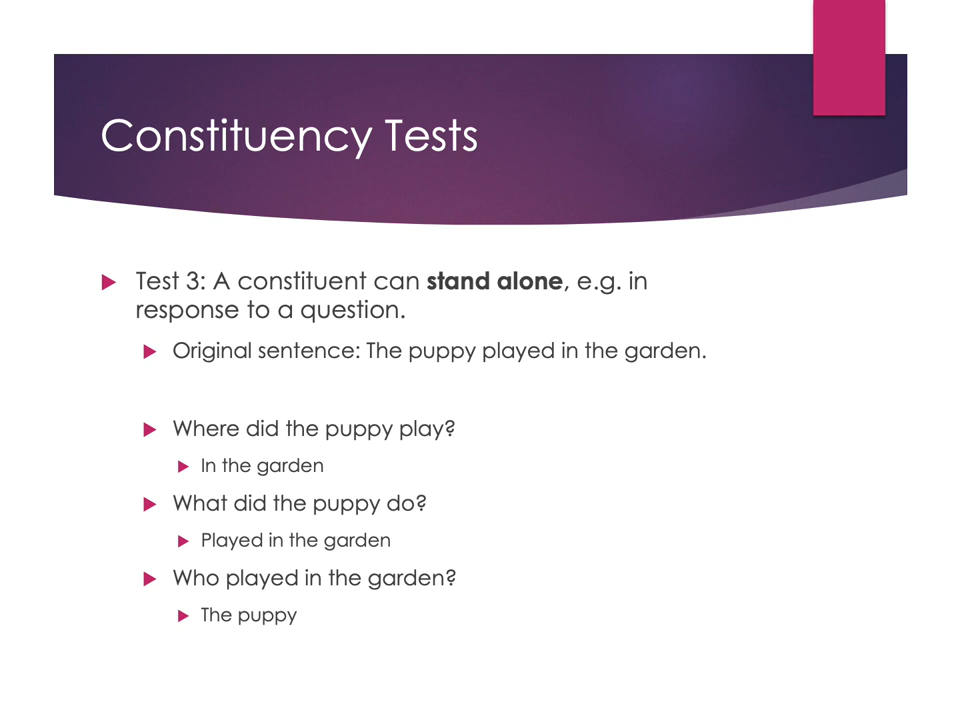 Constituency Tests
Test 3: A constituent can stand alone, e.g. in
response to a question.
Original sentence: The puppy played in the garden.
Where did the puppy play?
In the garden
What did the puppy do?
Played in the garden
Who played in the garden?
The puppy